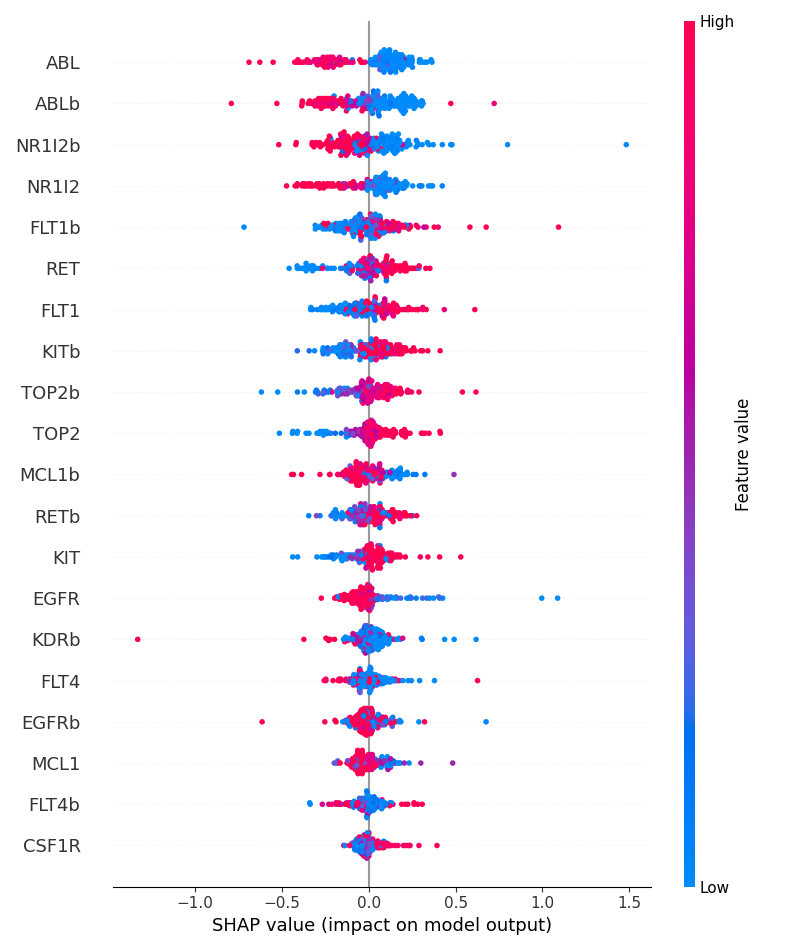 High
ABL
ABLb
NR1I2b
NR1I2
FLT1b
RET
FLT1
KITb
TOP2b
TOP2
MCL1b
RETb
KIT
EGFR
KDRb
FLT4
EGFRb
MCL1
FLT4b
CSF1R
Feature value
Low
−1.0 −0.5 0.0 0.5 1.0 1.5
SHAP value (impact on model output)